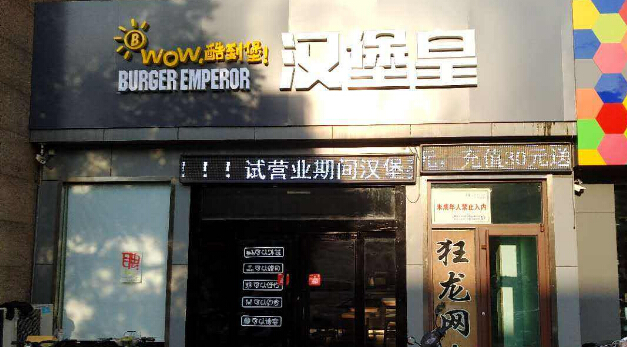 B
WOW,酷到堡!
BURGER EMPEROR
汉堡皇
!!!试营业期间汉堡
充值30元送
未成年人禁止入内
狂龙网